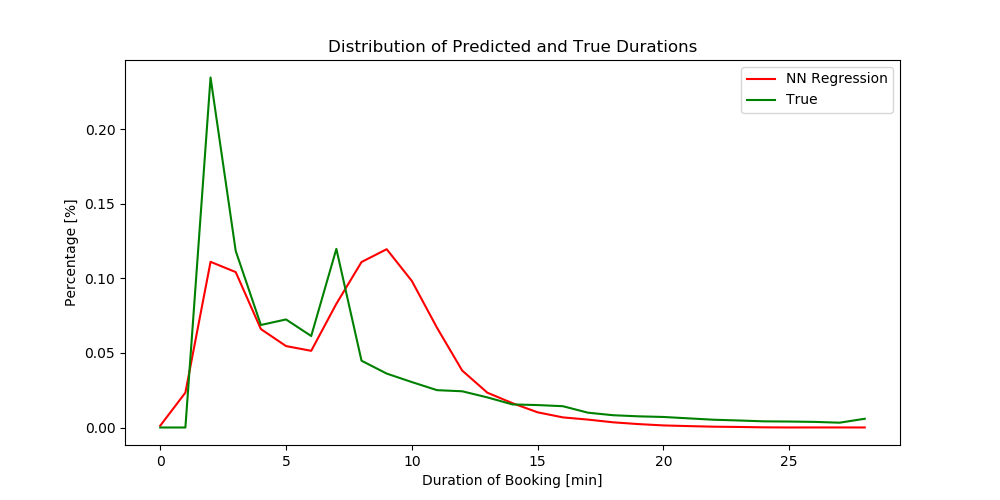 Distribution of Predicted and True Durations
NN Regression
True
Percentage [%]
0.20
0.15
0.10
0.05
0.00
0 5 10 15 20 25
Duration of Booking [min]